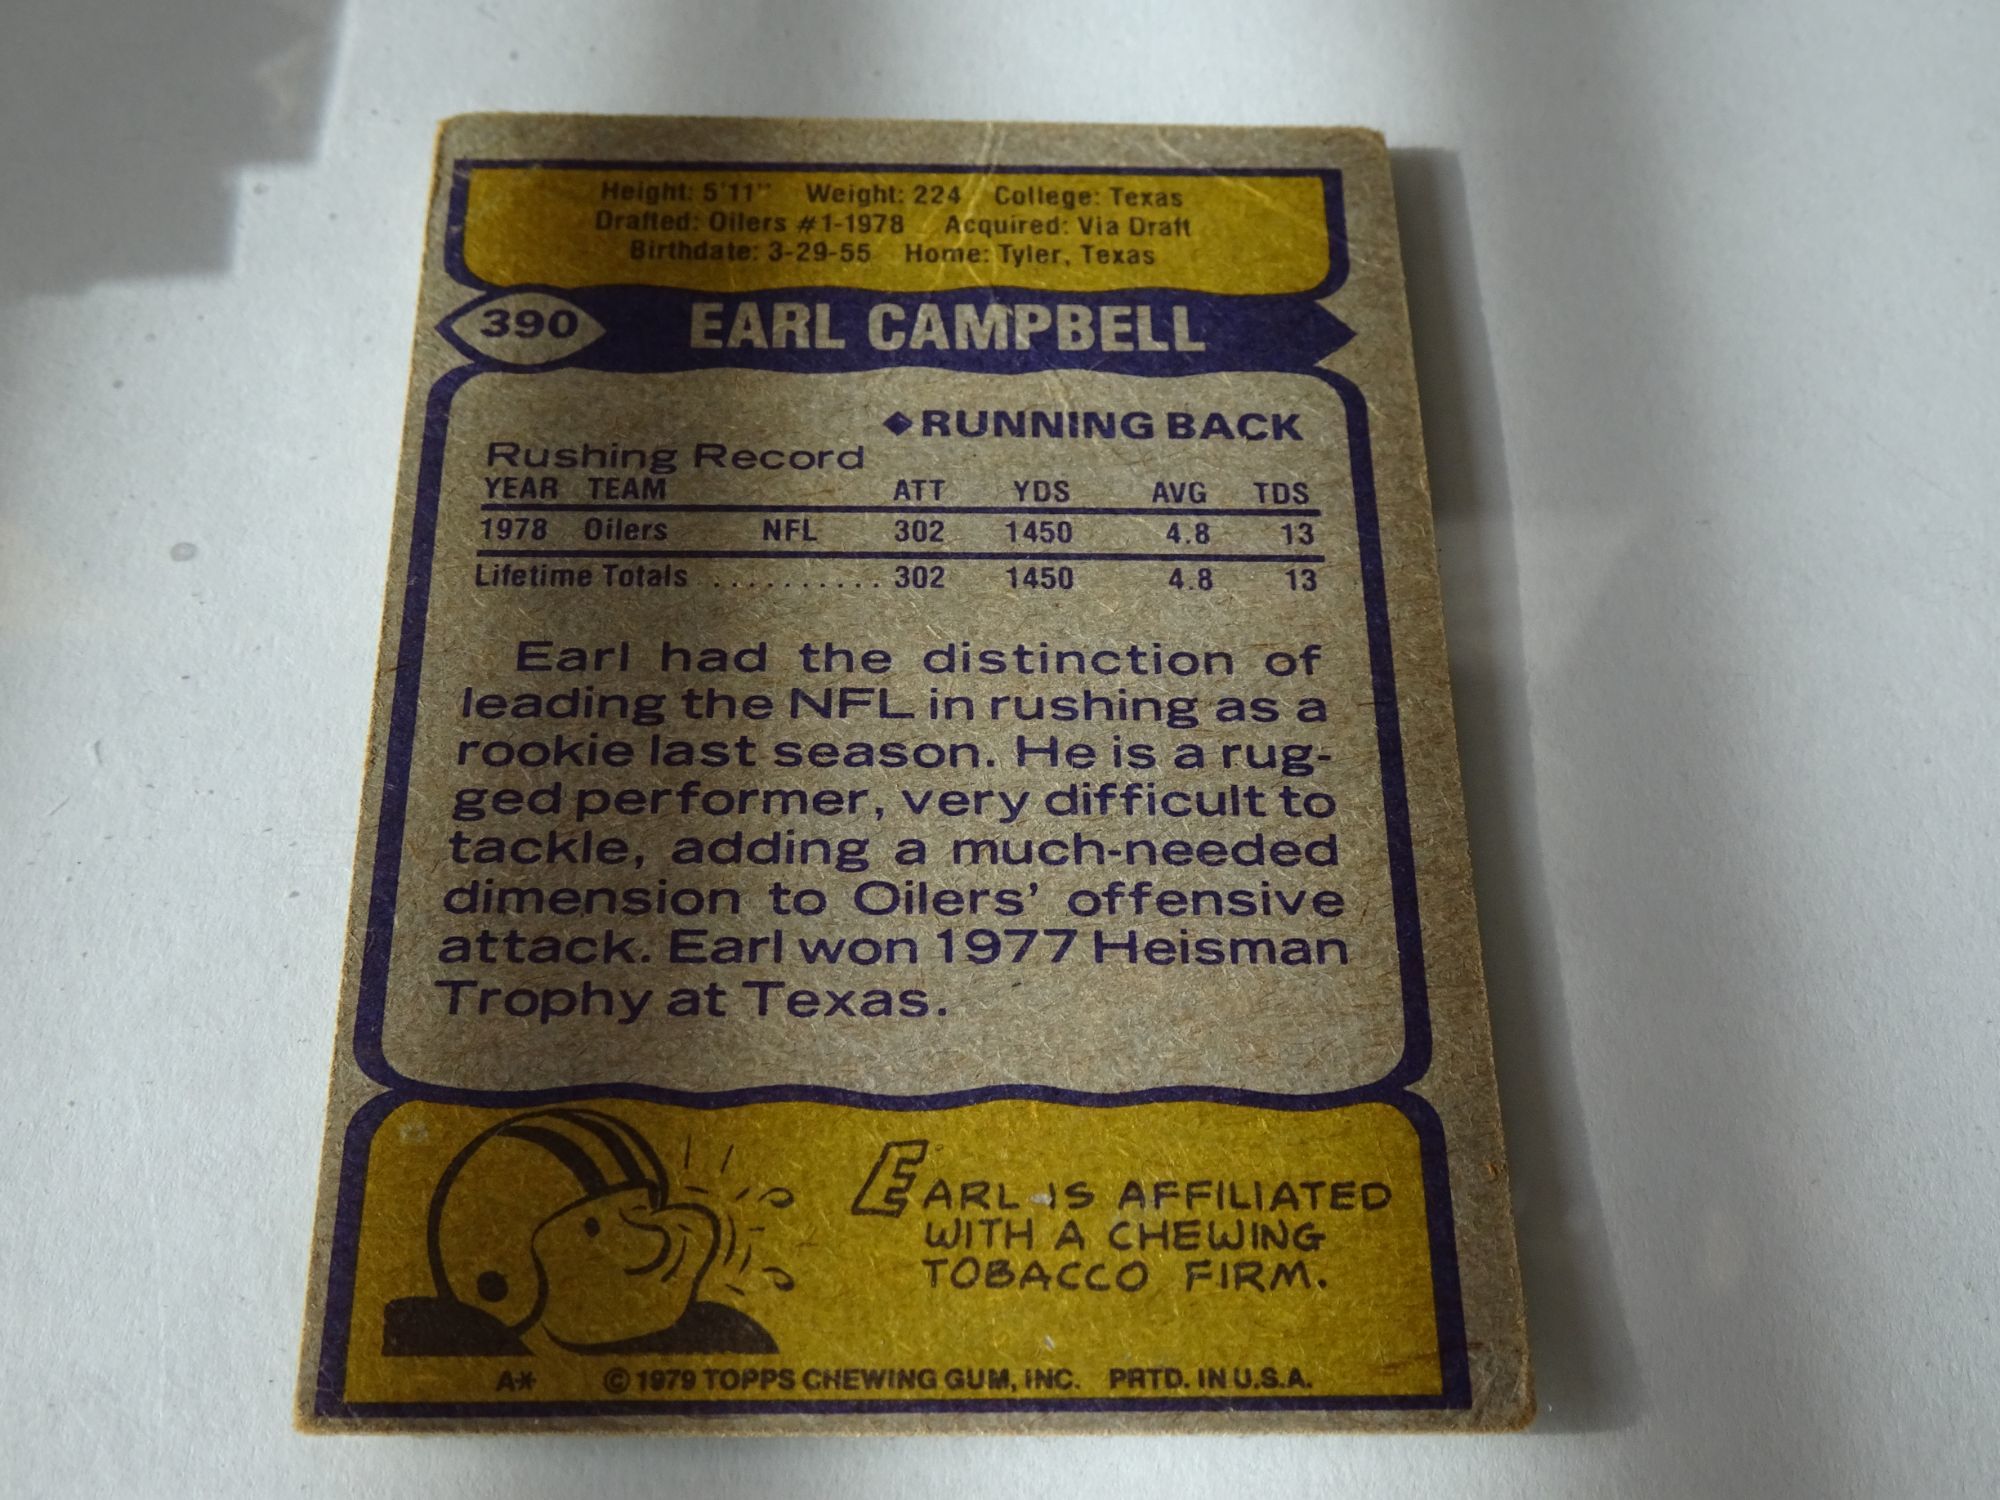 Height: 5'11" Weight: 224 College: Texas
Drafted: Oilers #1-1978 Acquired: Via Draft
Birthdate: 3-29-55 Home: Tyler, Texas
390 EARL CAMPBELL
◆RUNNING BACK
Rushing Record
YEAR TEAM ATT YDS AVG TDS
1978 Oilers NFL 302 1450 4.8 13
Lifetime Totals .......... 302 1450 4.8 13
Earl had the distinction of
leading the NFL in rushing as a
rookie last season. He is a rug-
ged performer, very difficult to
tackle, adding a much-needed
dimension to Oilers' offensive
attack. Earl won 1977 Heisman
Trophy at Texas.
EARL IS AFFILIATED
WITH A CHEWING
TOBACCO FIRM.
A* © 1979 TOPPS CHEWING GUM, INC. PRTD. IN U.S.A.